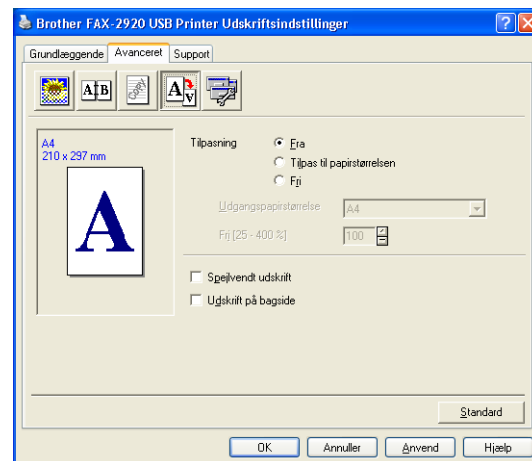 Brother FAX-2920 USB Printer Udskriftsindstillinger
Grundlæggende Avanceret Support
A B A V
A4
210 x 297 mm
A
Tilpasning Fra
Tilpas til papirstørrelsen
Fri
Udgangspapirstørrelse A4
Fri [25 - 400 %] 100
Spejlvendt udskrift
Udskrift på bagside
Standard
OK Annuller Anvend Hjælp